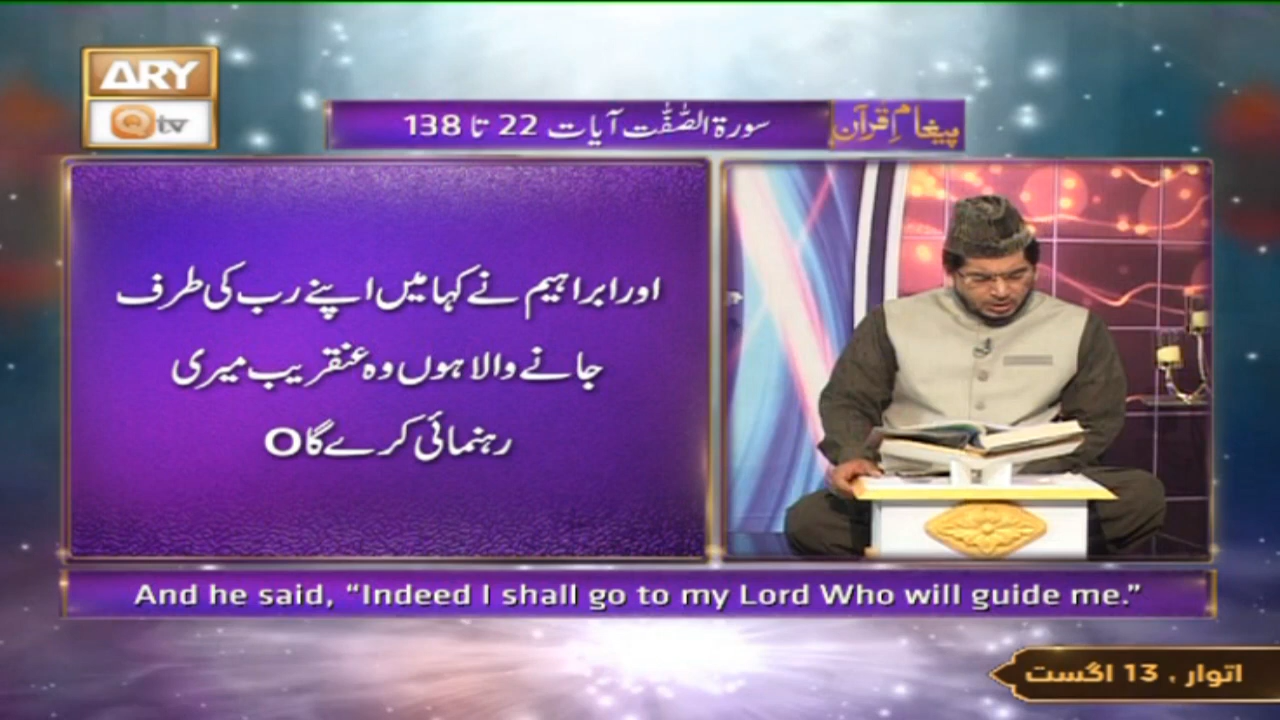 ARY
Qtv
پیغام قرآن
سورۃ الصّٰفّٰت آیات 22 تا 138
اور ابراہیم نے کہا میں اپنے رب کی طرف
جانے والا ہوں وہ عنقریب میری
رہنمائی کرے گاO
And he said, “Indeed I shall go to my Lord Who will guide me.”
اتوار ، 13 اگست